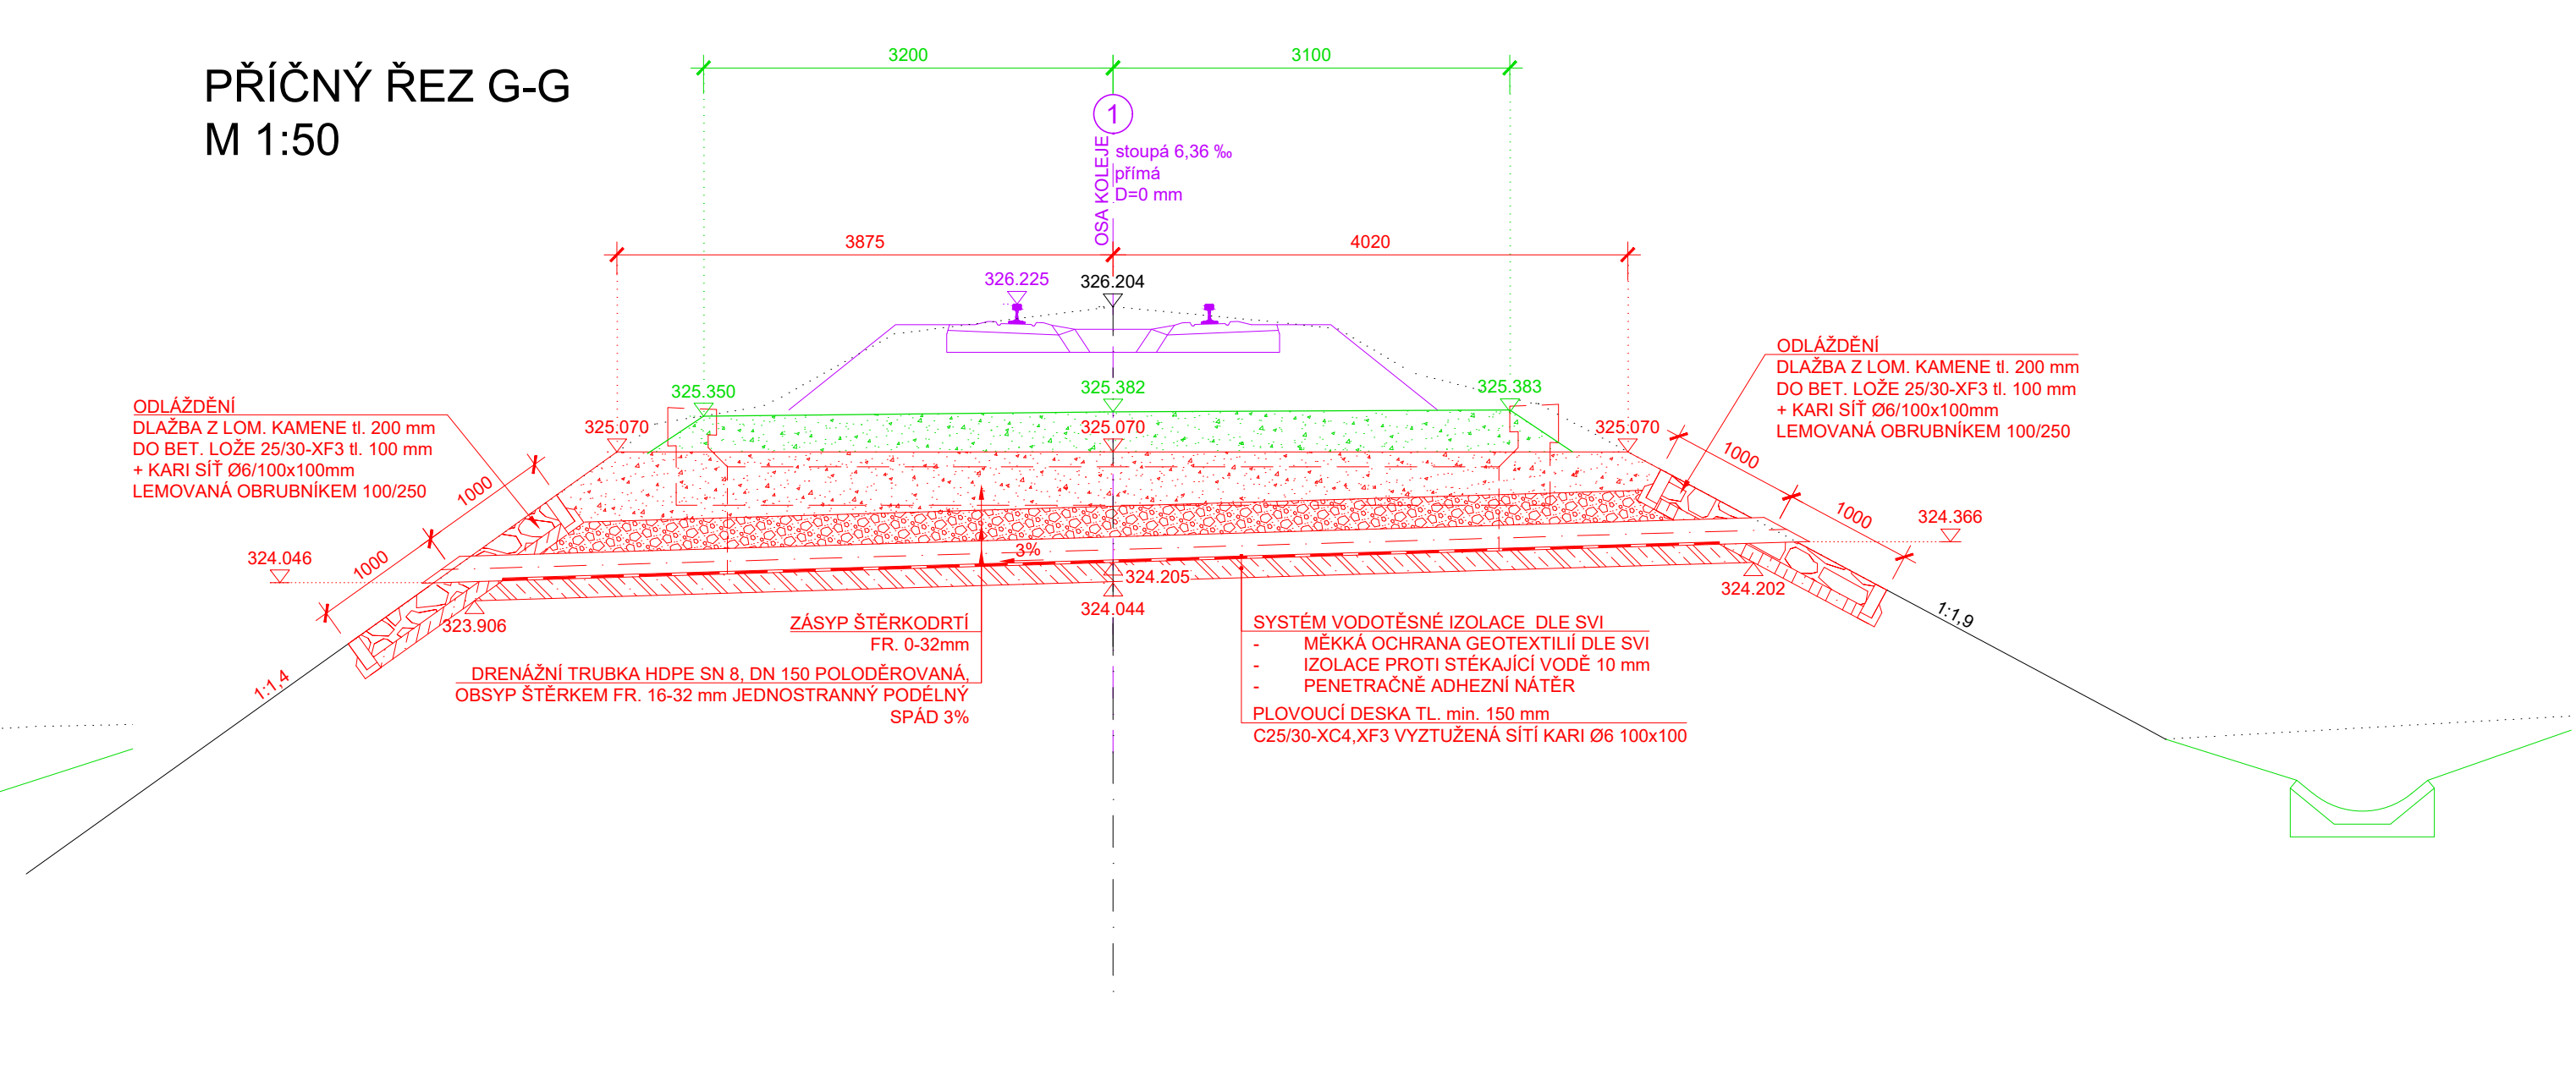 PŘÍČNÝ ŘEZ G-G
M 1:50
3200
3100
1
OSA KOLEJE
stoupá 6,36 ‰
přímá
D=0 mm
3875
4020
326.225
326.204
325.350
325.382
325.383
325.070
325.070
325.070
ODLÁŽDĚNÍ
DLAŽBA Z LOM. KAMENE tl. 200 mm
DO BET. LOŽE 25/30-XF3 tl. 100 mm
+ KARI SÍŤ Ø6/100x100mm
LEMOVANÁ OBRUBNÍKEM 100/250
ODLÁŽDĚNÍ
DLAŽBA Z LOM. KAMENE tl. 200 mm
DO BET. LOŽE 25/30-XF3 tl. 100 mm
+ KARI SÍŤ Ø6/100x100mm
LEMOVANÁ OBRUBNÍKEM 100/250
1000
1000
1000
1000
324.046
324.366
3%
324.205
324.044
323.906
324.202
1:1,4
1:1,9
ZÁSYP ŠTĚRKODRTÍ
FR. 0-32mm
DRENÁŽNÍ TRUBKA HDPE SN 8, DN 150 POLODĚROVANÁ,
OBSYP ŠTĚRKEM FR. 16-32 mm JEDNOSTRANNÝ PODÉLNÝ
SPÁD 3%
SYSTÉM VODOTĚSNÉ IZOLACE DLE SVI
- MĚKKÁ OCHRANA GEOTEXTILIÍ DLE SVI
- IZOLACE PROTI STÉKAJÍCÍ VODĚ 10 mm
- PENETRAČNĚ ADHEZNÍ NÁTĚR
PLOVOUCÍ DESKA TL. min. 150 mm
C25/30-XC4,XF3 VYZTUŽENÁ SÍTÍ KARI Ø6 100x100